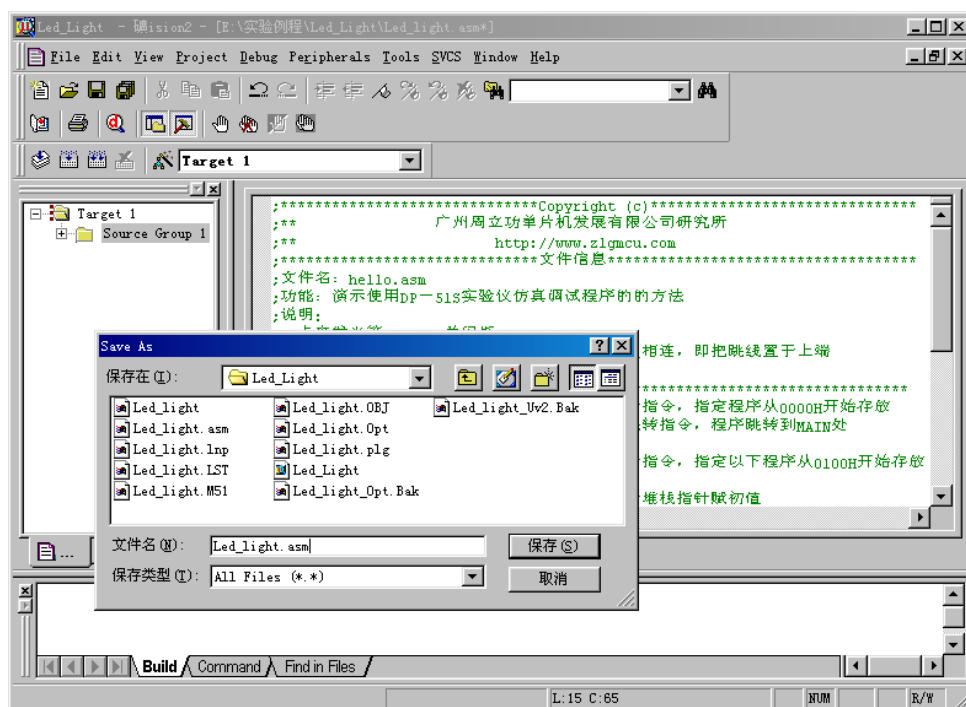 Led_Light - 礦ision2 - [E:\实验例程\Led_Light\Led_light.asm*]
File Edit View Project Debug Peripherals Tools SVCS Window Help
Target 1
Target 1
Source Group 1
;******************************Copyright (c)*******************************
;** 广州周立功单片机发展有限公司研究所
;** http://www.zlgmcu.com
;******************************文件信息************************************
;文件名: hello.asm
;功能: 演示使用DP－51S实验仪仿真调试程序的的方法
;说明:
相连，即把跳线置于上端
*******************************
指令，指定程序从0000H开始存放
转指令，程序跳转到MAIN处
指令，指定以下程序从0100H开始存放
堆栈指针赋初值
Save As
保存在(I): Led_Light
Led_light Led_light.OBJ Led_light_Uv2.Bak
Led_light.asm Led_light.Opt
Led_light.lnp Led_light.plg
Led_light.LST Led_Light
Led_light.M51 Led_light_Opt.Bak
文件名(N): Led_light.asm 保存(S)
保存类型(T): All Files (*.*) 取消
...
Build Command Find in Files
L:15 C:65 NUM R/W